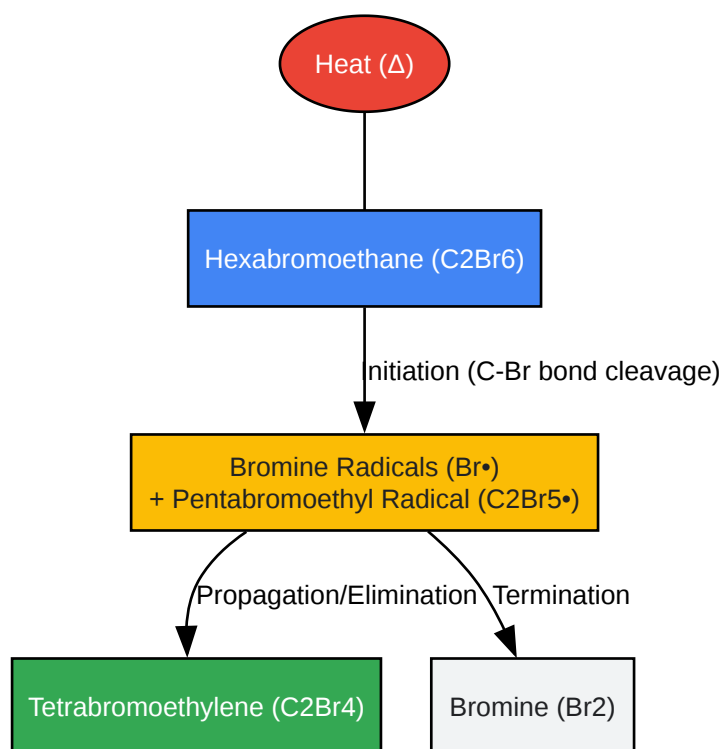 Heat (Δ)
Hexabromoethane (C2Br6)
Initiation (C-Br bond cleavage)
Bromine Radicals (Br•)
+ Pentabromoethyl Radical (C2Br5•)
Propagation/Elimination
Termination
Tetrabromoethylene (C2Br4)
Bromine (Br2)